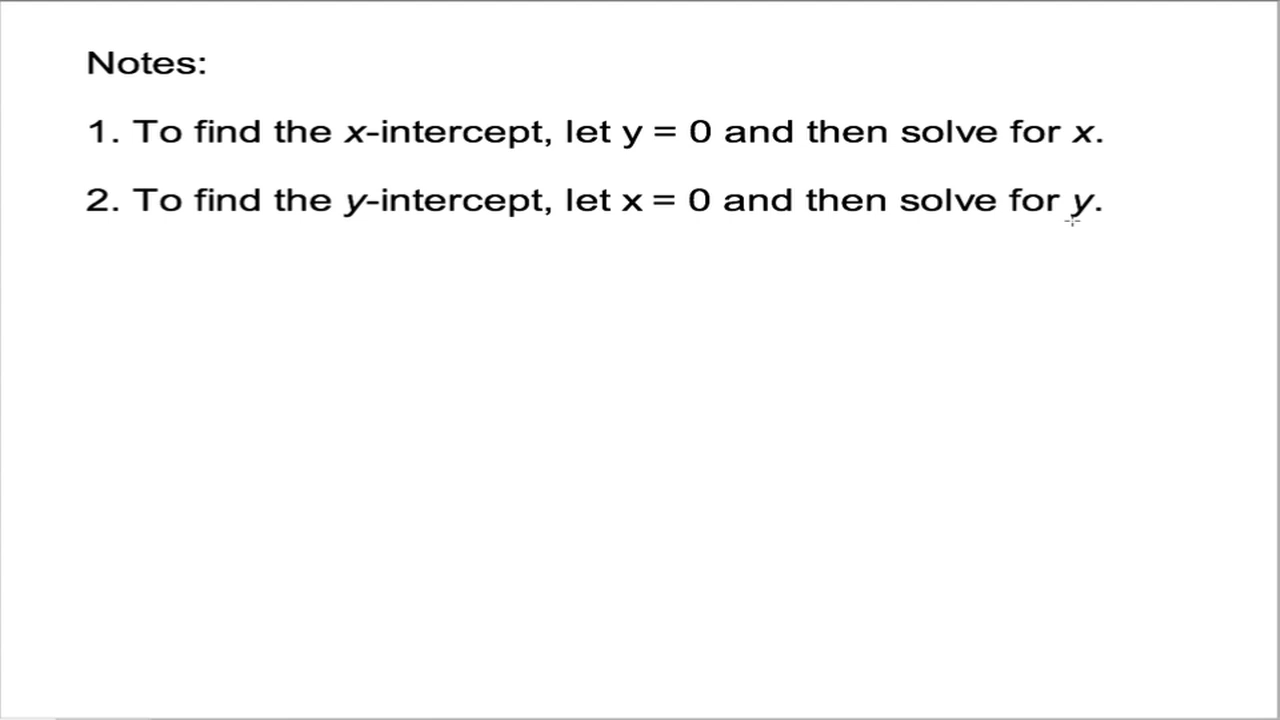 Notes:
1. To find the x-intercept, let y = 0 and then solve for x.
2. To find the y-intercept, let x = 0 and then solve for y.